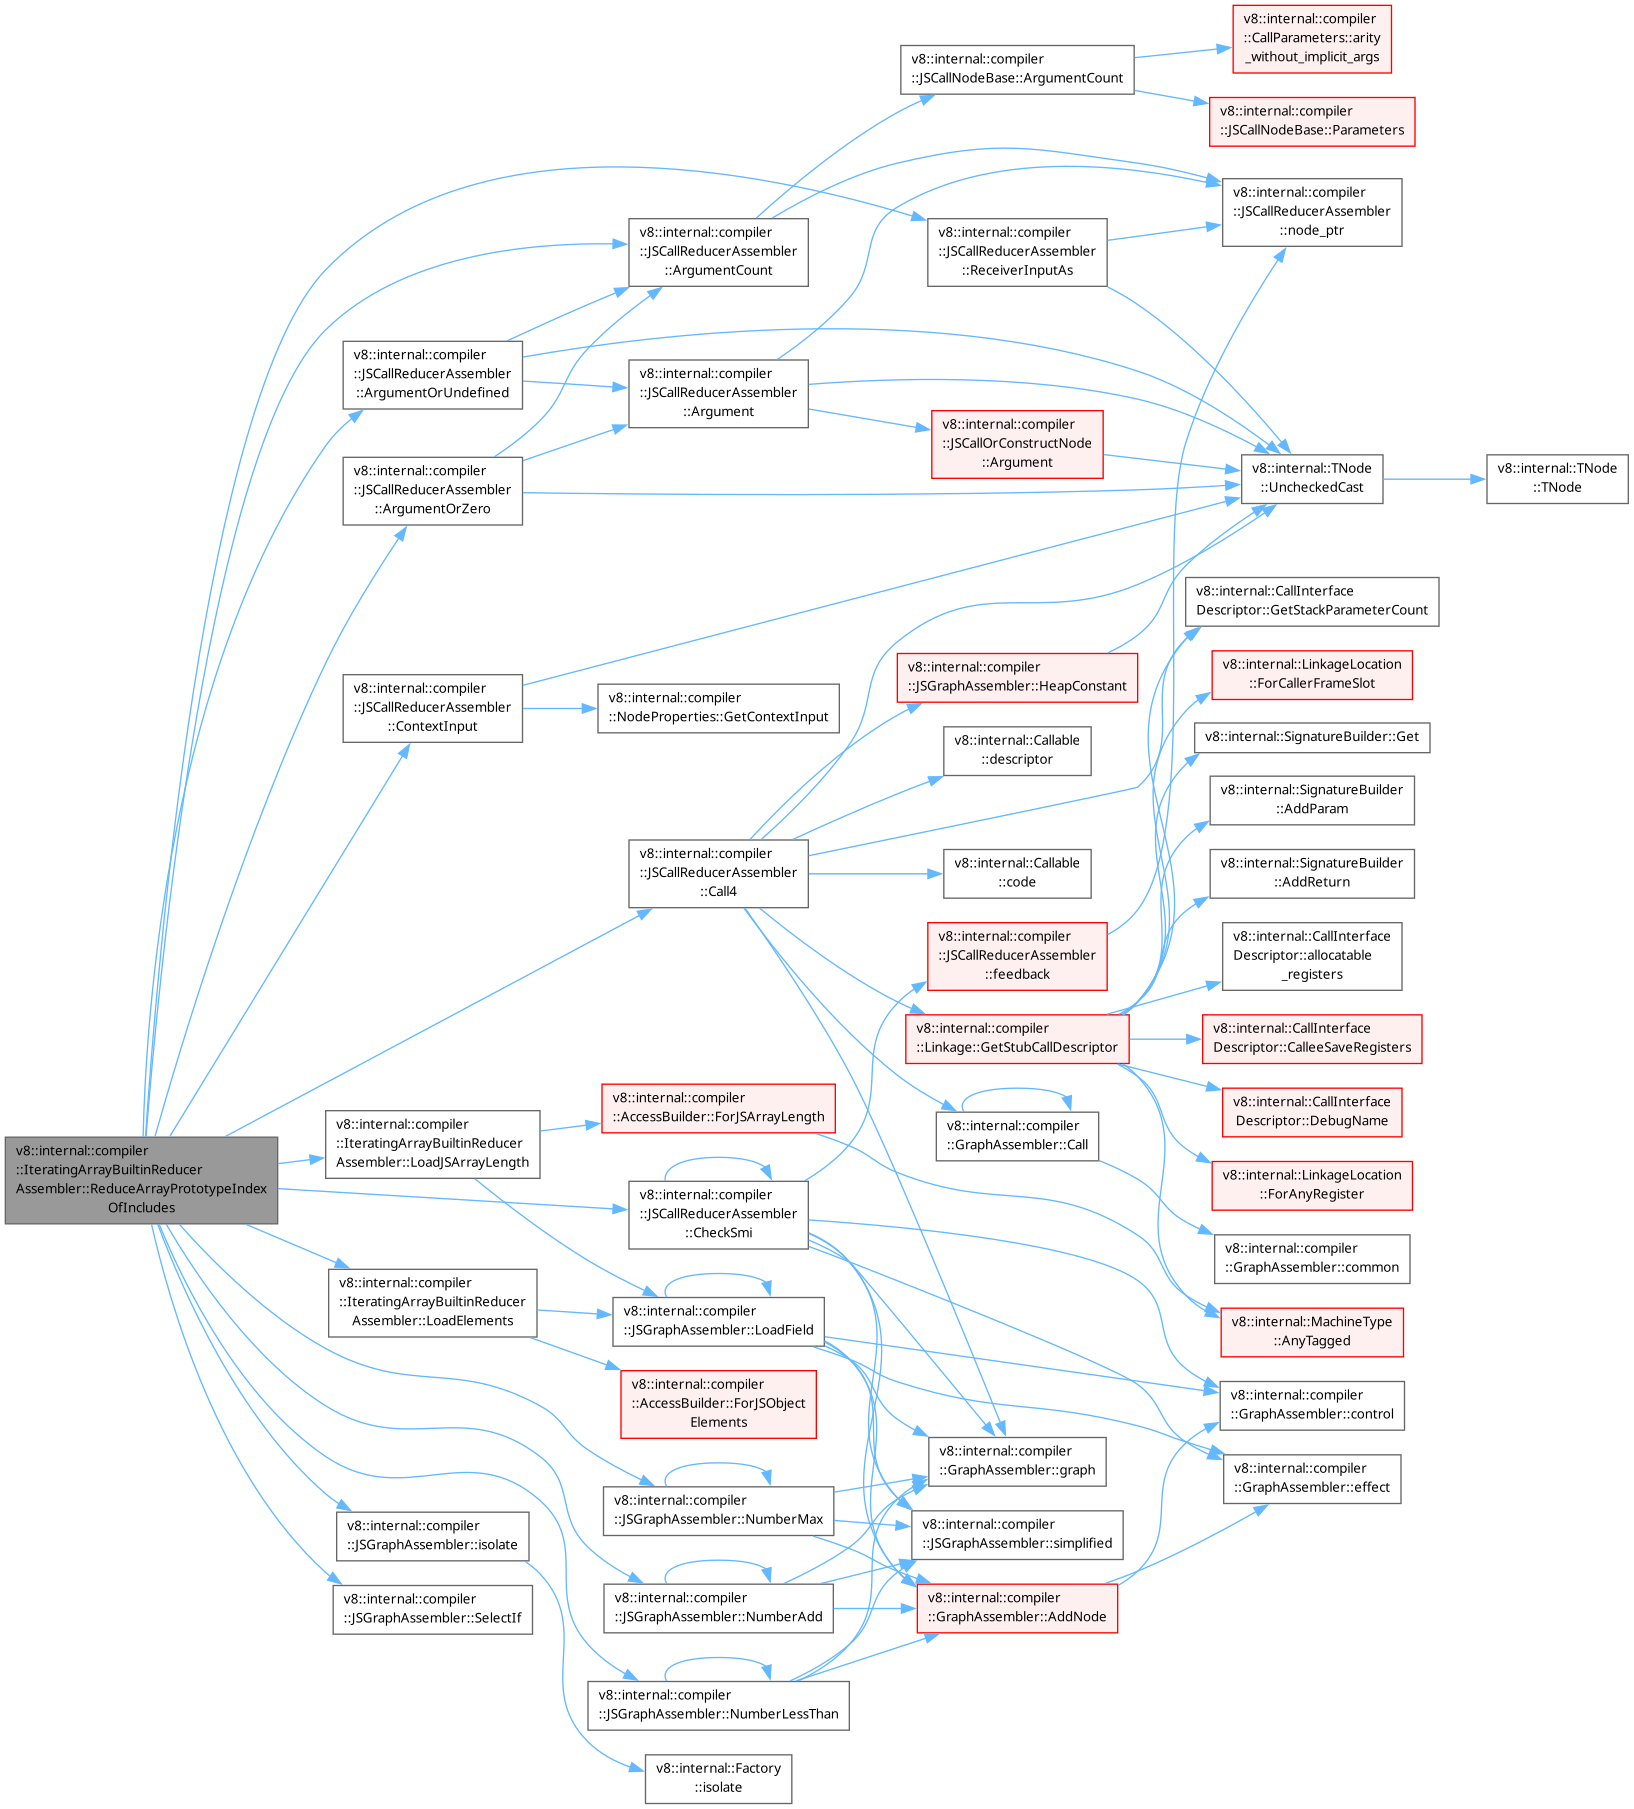 v8::internal::compiler
::CallParameters::arity
_without_implicit_args
v8::internal::compiler
::JSCallNodeBase::ArgumentCount
v8::internal::compiler
::JSCallNodeBase::Parameters
v8::internal::compiler
::JSCallReducerAssembler
::node_ptr
v8::internal::compiler
::JSCallReducerAssembler
::ArgumentCount
v8::internal::compiler
::JSCallReducerAssembler
::ReceiverInputAs
v8::internal::compiler
::JSCallReducerAssembler
::ArgumentOrUndefined
v8::internal::compiler
::JSCallReducerAssembler
::Argument
v8::internal::compiler
::JSCallOrConstructNode
::Argument
v8::internal::compiler
::JSCallReducerAssembler
::ArgumentOrZero
v8::internal::TNode
::UncheckedCast
v8::internal::TNode
::TNode
v8::internal::CallInterface
Descriptor::GetStackParameterCount
v8::internal::compiler
::JSCallReducerAssembler
::ContextInput
v8::internal::compiler
::NodeProperties::GetContextInput
v8::internal::compiler
::JSGraphAssembler::HeapConstant
v8::internal::LinkageLocation
::ForCallerFrameSlot
v8::internal::Callable
::descriptor
v8::internal::SignatureBuilder::Get
v8::internal::SignatureBuilder
::AddParam
v8::internal::compiler
::JSCallReducerAssembler
::Call4
v8::internal::Callable
::code
v8::internal::SignatureBuilder
::AddReturn
v8::internal::compiler
::JSCallReducerAssembler
::feedback
v8::internal::CallInterface
Descriptor::allocatable
_registers
v8::internal::compiler
::Linkage::GetStubCallDescriptor
v8::internal::CallInterface
Descriptor::CalleeSaveRegisters
v8::internal::compiler
::AccessBuilder::ForJSArrayLength
v8::internal::CallInterface
Descriptor::DebugName
v8::internal::compiler
::IteratingArrayBuiltinReducer
Assembler::LoadJSArrayLength
v8::internal::compiler
::GraphAssembler::Call
v8::internal::compiler
::IteratingArrayBuiltinReducer
Assembler::ReduceArrayPrototypeIndex
OfIncludes
v8::internal::LinkageLocation
::ForAnyRegister
v8::internal::compiler
::JSCallReducerAssembler
::CheckSmi
v8::internal::compiler
::GraphAssembler::common
v8::internal::compiler
::IteratingArrayBuiltinReducer
Assembler::LoadElements
v8::internal::compiler
::JSGraphAssembler::LoadField
v8::internal::MachineType
::AnyTagged
v8::internal::compiler
::AccessBuilder::ForJSObject
Elements
v8::internal::compiler
::GraphAssembler::control
v8::internal::compiler
::GraphAssembler::graph
v8::internal::compiler
::GraphAssembler::effect
v8::internal::compiler
::JSGraphAssembler::NumberMax
v8::internal::compiler
::JSGraphAssembler::isolate
v8::internal::compiler
::JSGraphAssembler::simplified
v8::internal::compiler
::JSGraphAssembler::SelectIf
v8::internal::compiler
::JSGraphAssembler::NumberAdd
v8::internal::compiler
::GraphAssembler::AddNode
v8::internal::compiler
::JSGraphAssembler::NumberLessThan
v8::internal::Factory
::isolate